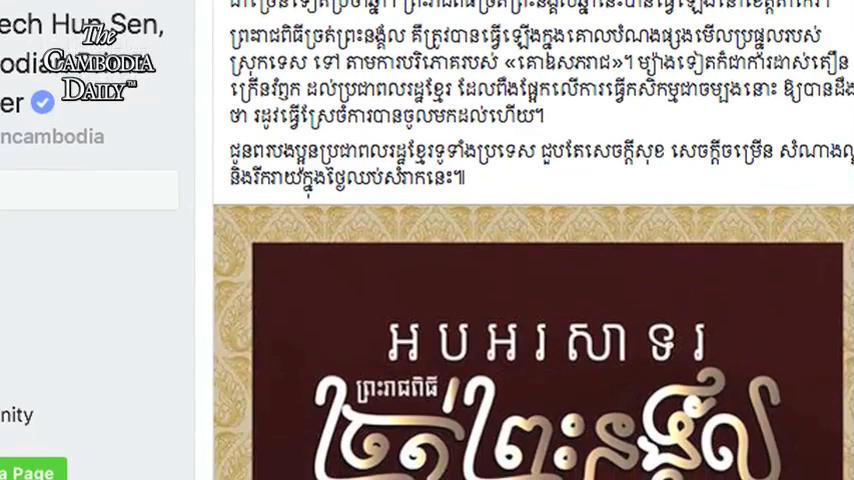 ech Hun Sen,
The
CAMBODIA
DAILY™
er
ncambodia
ព្រះរាជពិធីច្រត់ព្រះនង្គ័ល គឺត្រូវបានធ្វើឡើងក្នុងគោលបំណងផ្សងមើលប្រផ្នូលរបស់
ស្រុកទេស ទៅ តាមការបរិភោគរបស់ «គោឧសភរាជ»។ ម្យ៉ាងទៀតក៏ជាការដាស់តឿន
ក្រើនរំឭក ដល់ប្រជាពលរដ្ឋខ្មែរ ដែលពឹងផ្អែកលើការធ្វើកសិកម្មជាចម្បងនោះ ឱ្យបានដឹង
ថា រដូវធ្វើស្រែចំការបានចូលមកដល់ហើយ។
ជូនពរបងប្អូនប្រជាពលរដ្ឋខ្មែរទូទាំងប្រទេស ជួបតែសេចក្តីសុខ សេចក្តីចម្រើន សំណាងល្អ
និងរីករាយក្នុងថ្ងៃឈប់សំរាកនេះ៕
អបអរសាទរ
ព្រះរាជពិធី
ច្រត់ព្រះនង្គ័ល
nity
a Page